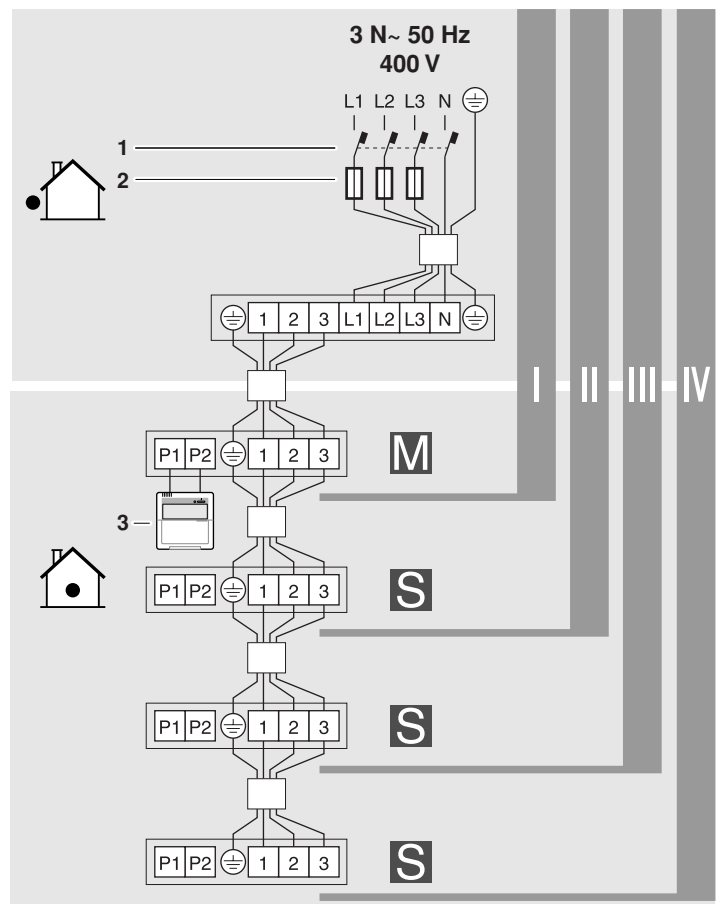 3 N~ 50 Hz
400 V
L1 L2 L3 N
1
2
1 2 3 L1 L2 L3 N
I II III IV
P1 P2 1 2 3 M
3
P1 P2 1 2 3 S
P1 P2 1 2 3 S
P1 P2 1 2 3 S